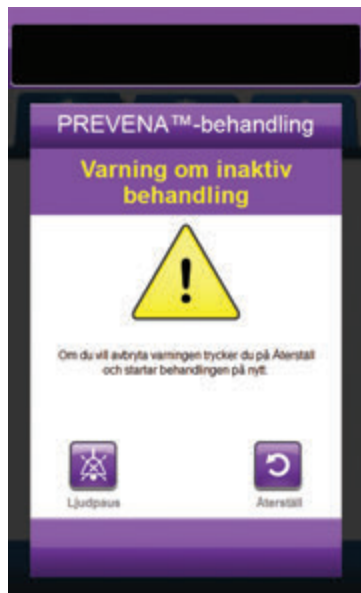 PREVENA™-behandling
Varning om inaktiv
behandling
Om du vill avbryta varningen trycker du på Återställ
och startar behandlingen på nytt.
Ljudpaus
Återställ